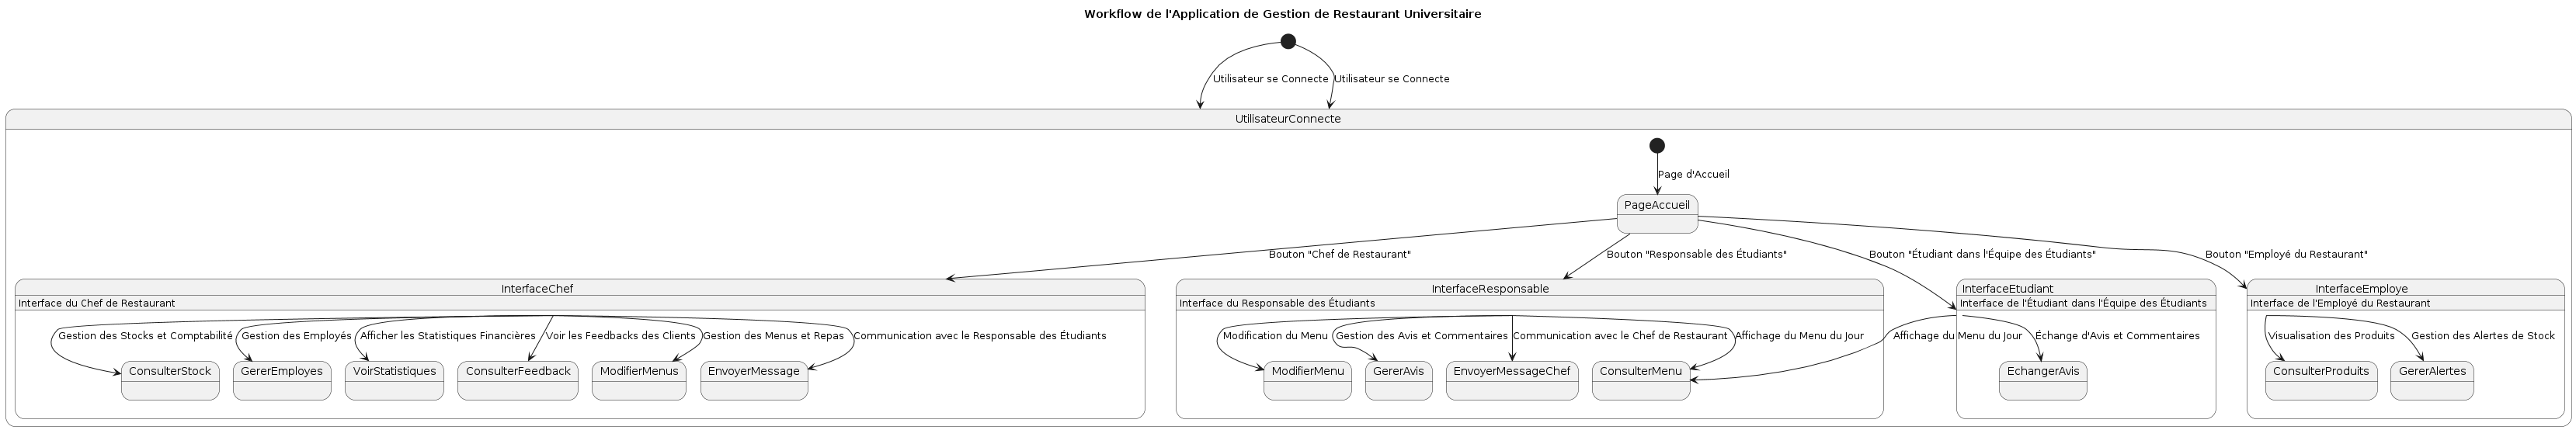 Workflow de l'Application de Gestion de Restaurant Universitaire
Utilisateur se Connecte
Utilisateur se Connecte
UtilisateurConnecte
Page d'Accueil
PageAccueil
Bouton "Chef de Restaurant"
Bouton "Responsable des Étudiants"
Bouton "Étudiant dans l'Équipe des Étudiants"
Bouton "Employé du Restaurant"
InterfaceChef
Interface du Chef de Restaurant
Gestion des Stocks et Comptabilité
Gestion des Employés
Afficher les Statistiques Financières
Voir les Feedbacks des Clients
Gestion des Menus et Repas
Communication avec le Responsable des Étudiants
ConsulterStock
GererEmployes
VoirStatistiques
ConsulterFeedback
ModifierMenus
EnvoyerMessage
InterfaceResponsable
Interface du Responsable des Étudiants
Modification du Menu
Gestion des Avis et Commentaires
Communication avec le Chef de Restaurant
Affichage du Menu du Jour
ModifierMenu
GererAvis
EnvoyerMessageChef
ConsulterMenu
InterfaceEtudiant
Interface de l'Étudiant dans l'Équipe des Étudiants
Affichage du Menu du Jour
Échange d'Avis et Commentaires
EchangerAvis
InterfaceEmploye
Interface de l'Employé du Restaurant
Visualisation des Produits
Gestion des Alertes de Stock
ConsulterProduits
GererAlertes